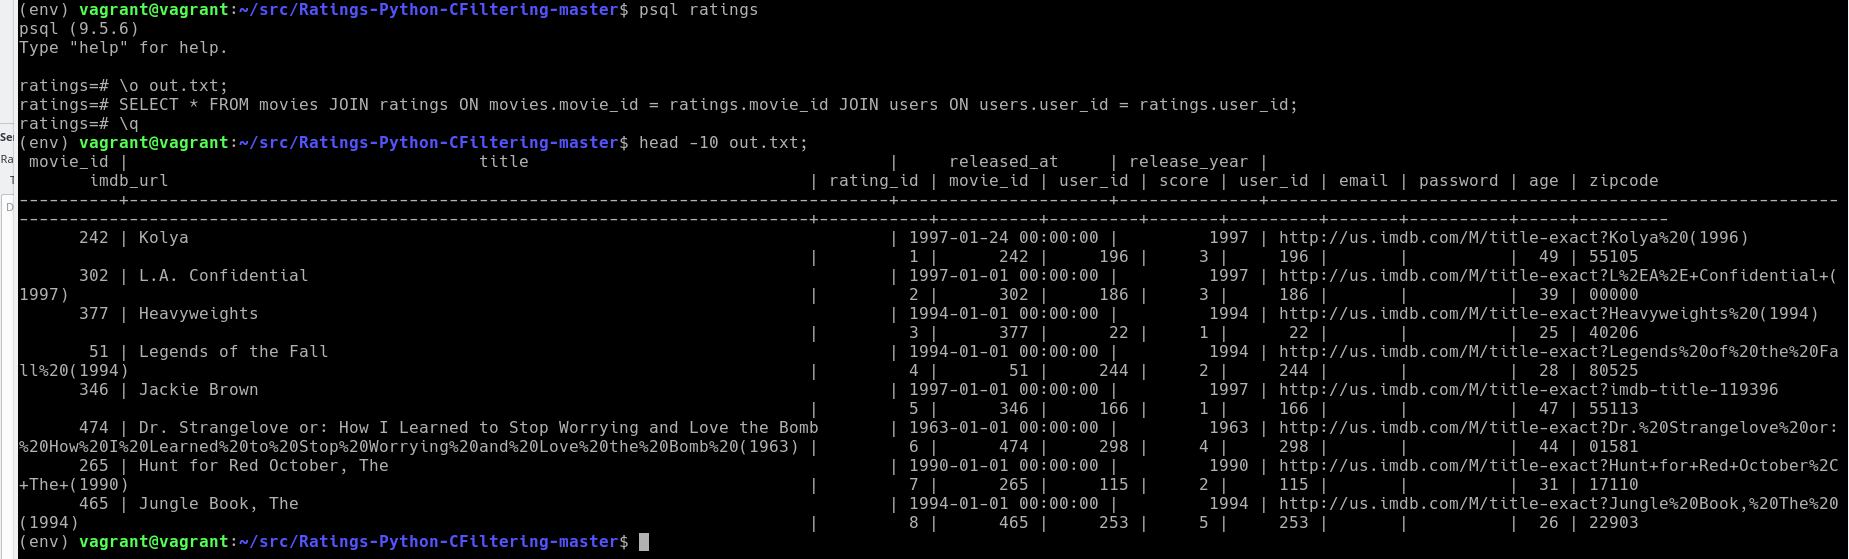 (env) vagrant@vagrant:~/src/Ratings-Python-CFiltering-master$ psql ratings
psql (9.5.6)
Type "help" for help.

ratings=# \o out.txt;
ratings=# SELECT * FROM movies JOIN ratings ON movies.movie_id = ratings.movie_id JOIN users ON users.user_id = ratings.user_id;
ratings=# \q
(env) vagrant@vagrant:~/src/Ratings-Python-CFiltering-master$ head -10 out.txt;
 movie_id |                                   title                                    |     released_at     | release_year |
       imdb_url                                                                | rating_id | movie_id | user_id | score | user_id | email | password | age | zipcode
----------+----------------------------------------------------------------------------+---------------------+--------------+---------------------------------------------------------
-------------------------------------------------------------------------------+-----------+----------+---------+-------+---------+-------+----------+-----+---------
      242 | Kolya                                                                      | 1997-01-24 00:00:00 |         1997 | http://us.imdb.com/M/title-exact?Kolya%20(1996)
                                                                               |         1 |      242 |     196 |     3 |     196 |       |          |  49 | 55105
      302 | L.A. Confidential                                                          | 1997-01-01 00:00:00 |         1997 | http://us.imdb.com/M/title-exact?L%2EA%2E+Confidential+(
1997)                                                                          |         2 |      302 |     186 |     3 |     186 |       |          |  39 | 00000
      377 | Heavyweights                                                               | 1994-01-01 00:00:00 |         1994 | http://us.imdb.com/M/title-exact?Heavyweights%20(1994)
                                                                               |         3 |      377 |      22 |     1 |      22 |       |          |  25 | 40206
       51 | Legends of the Fall                                                        | 1994-01-01 00:00:00 |         1994 | http://us.imdb.com/M/title-exact?Legends%20of%20the%20Fa
ll%20(1994)                                                                    |         4 |       51 |     244 |     2 |     244 |       |          |  28 | 80525
      346 | Jackie Brown                                                               | 1997-01-01 00:00:00 |         1997 | http://us.imdb.com/M/title-exact?imdb-title-119396
                                                                               |         5 |      346 |     166 |     1 |     166 |       |          |  47 | 55113
      474 | Dr. Strangelove or: How I Learned to Stop Worrying and Love the Bomb       | 1963-01-01 00:00:00 |         1963 | http://us.imdb.com/M/title-exact?Dr.%20Strangelove%20or:
%20How%20I%20Learned%20to%20Stop%20Worrying%20and%20Love%20the%20Bomb%20(1963) |         6 |      474 |     298 |     4 |     298 |       |          |  44 | 01581
      265 | Hunt for Red October, The                                                  | 1990-01-01 00:00:00 |         1990 | http://us.imdb.com/M/title-exact?Hunt+for+Red+October%2C
+The+(1990)                                                                    |         7 |      265 |     115 |     2 |     115 |       |          |  31 | 17110
      465 | Jungle Book, The                                                           | 1994-01-01 00:00:00 |         1994 | http://us.imdb.com/M/title-exact?Jungle%20Book,%20The%20
(1994)                                                                         |         8 |      465 |     253 |     5 |     253 |       |          |  26 | 22903
(env) vagrant@vagrant:~/src/Ratings-Python-CFiltering-master$